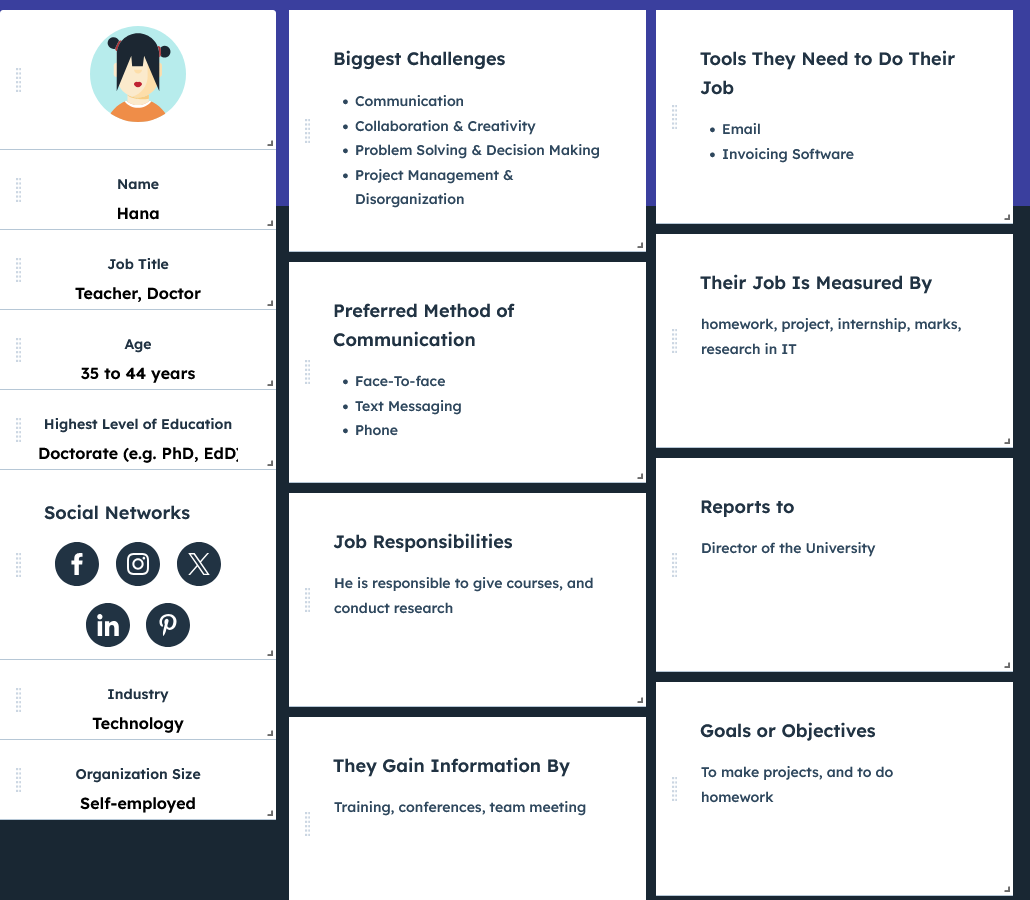 Name
Hana
Job Title
Teacher, Doctor
Age
35 to 44 years
Highest Level of Education
Doctorate (e.g. PhD, EdD)
Social Networks
Industry
Technology
Organization Size
Self-employed
Biggest Challenges
• Communication
• Collaboration & Creativity
• Problem Solving & Decision Making
• Project Management &
Disorganization
Preferred Method of
Communication
• Face-To-face
• Text Messaging
• Phone
Job Responsibilities
He is responsible to give courses, and
conduct research
They Gain Information By
Training, conferences, team meeting
Tools They Need to Do Their
Job
• Email
• Invoicing Software
Their Job Is Measured By
homework, project, internship, marks,
research in IT
Reports to
Director of the University
Goals or Objectives
To make projects, and to do
homework